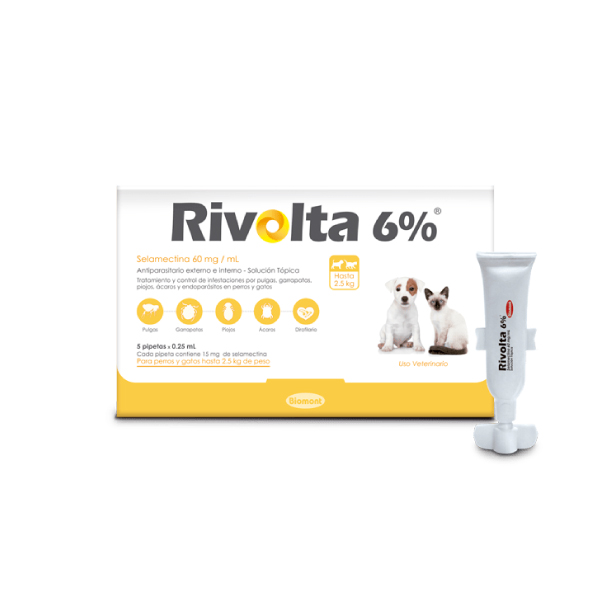 Rivolta 6%®
Selamectina 60 mg / mL
Antiparasitario externo e interno - Solución Tópica
Tratamiento y control de infestaciones por pulgas, garrapatas,
piojos, ácaros y endoparásitos en perros y gatos
Hasta
2.5 kg
Pulgas
Garrapatas
Piojos
Ácaros
Dirofilaria
5 pipetas x 0.25 mL
Cada pipeta contiene 15 mg de selamectina
Para perros y gatos hasta 2.5 kg de peso
Uso Veterinario
biomont
Rivolta 6%
biomont